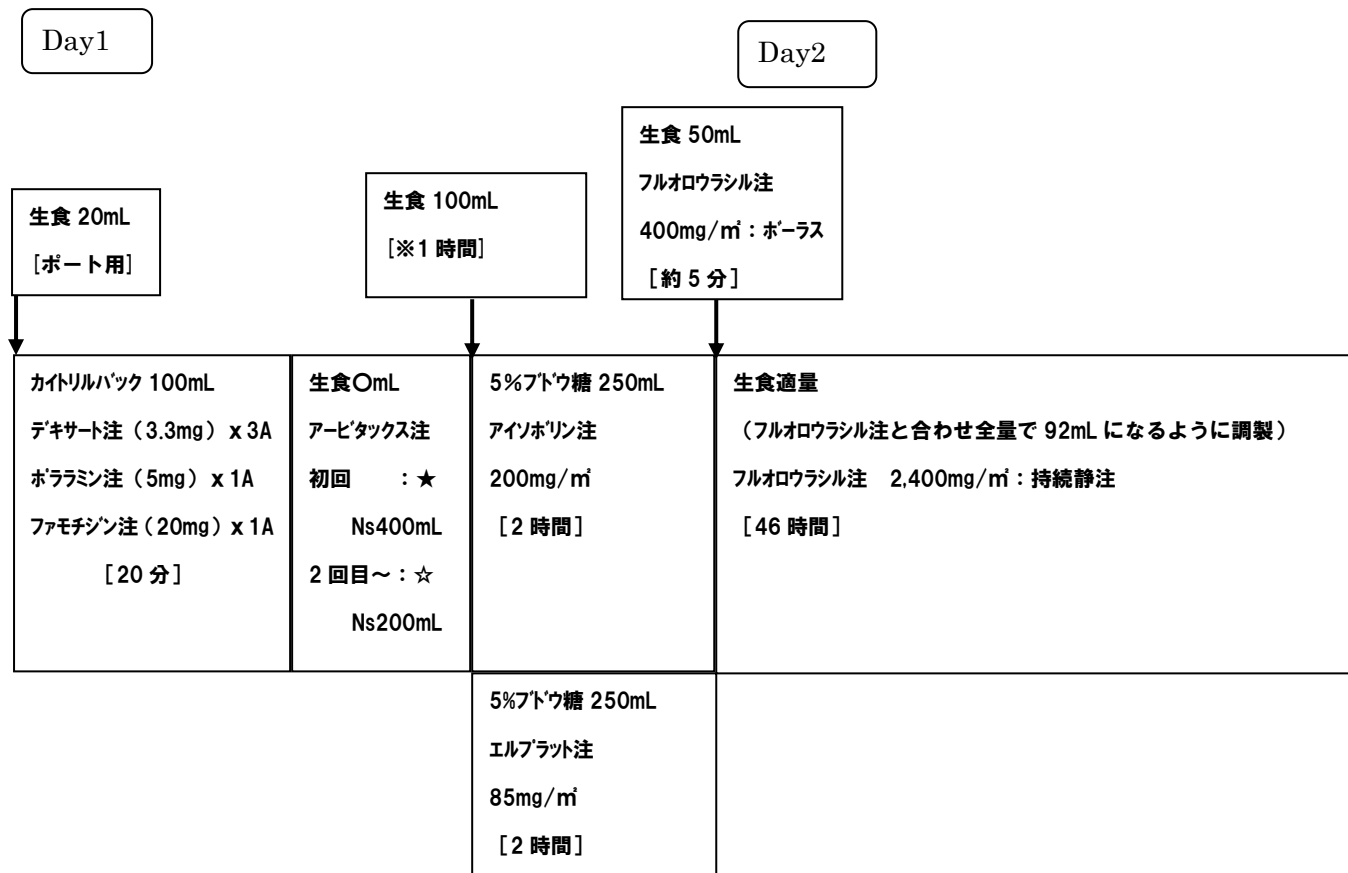 Day1
Day2
生食 50mL
フルオロウラシル注
400mg/㎡：ボーラス
[約 5 分]
生食 20mL
[ポート用]
生食 100mL
[※1 時間]
カイトリルバック 100mL
デキサート注（3.3mg）x 3A
ポララミン注（5mg）x 1A
ファモチジン注（20mg）x 1A
[20 分]
生食〇mL
アービタックス注
初回　　：★
Ns400mL
2 回目～：☆
Ns200mL
5％ブドウ糖 250mL
アイソボリン注
200mg/㎡
[2 時間]
生食適量
（フルオロウラシル注と合わせ全量で 92mL になるように調製）
フルオロウラシル注　2,400mg/㎡：持続静注
[46 時間]
5%ブドウ糖 250mL
エルプラット注
85mg/㎡
[2 時間]